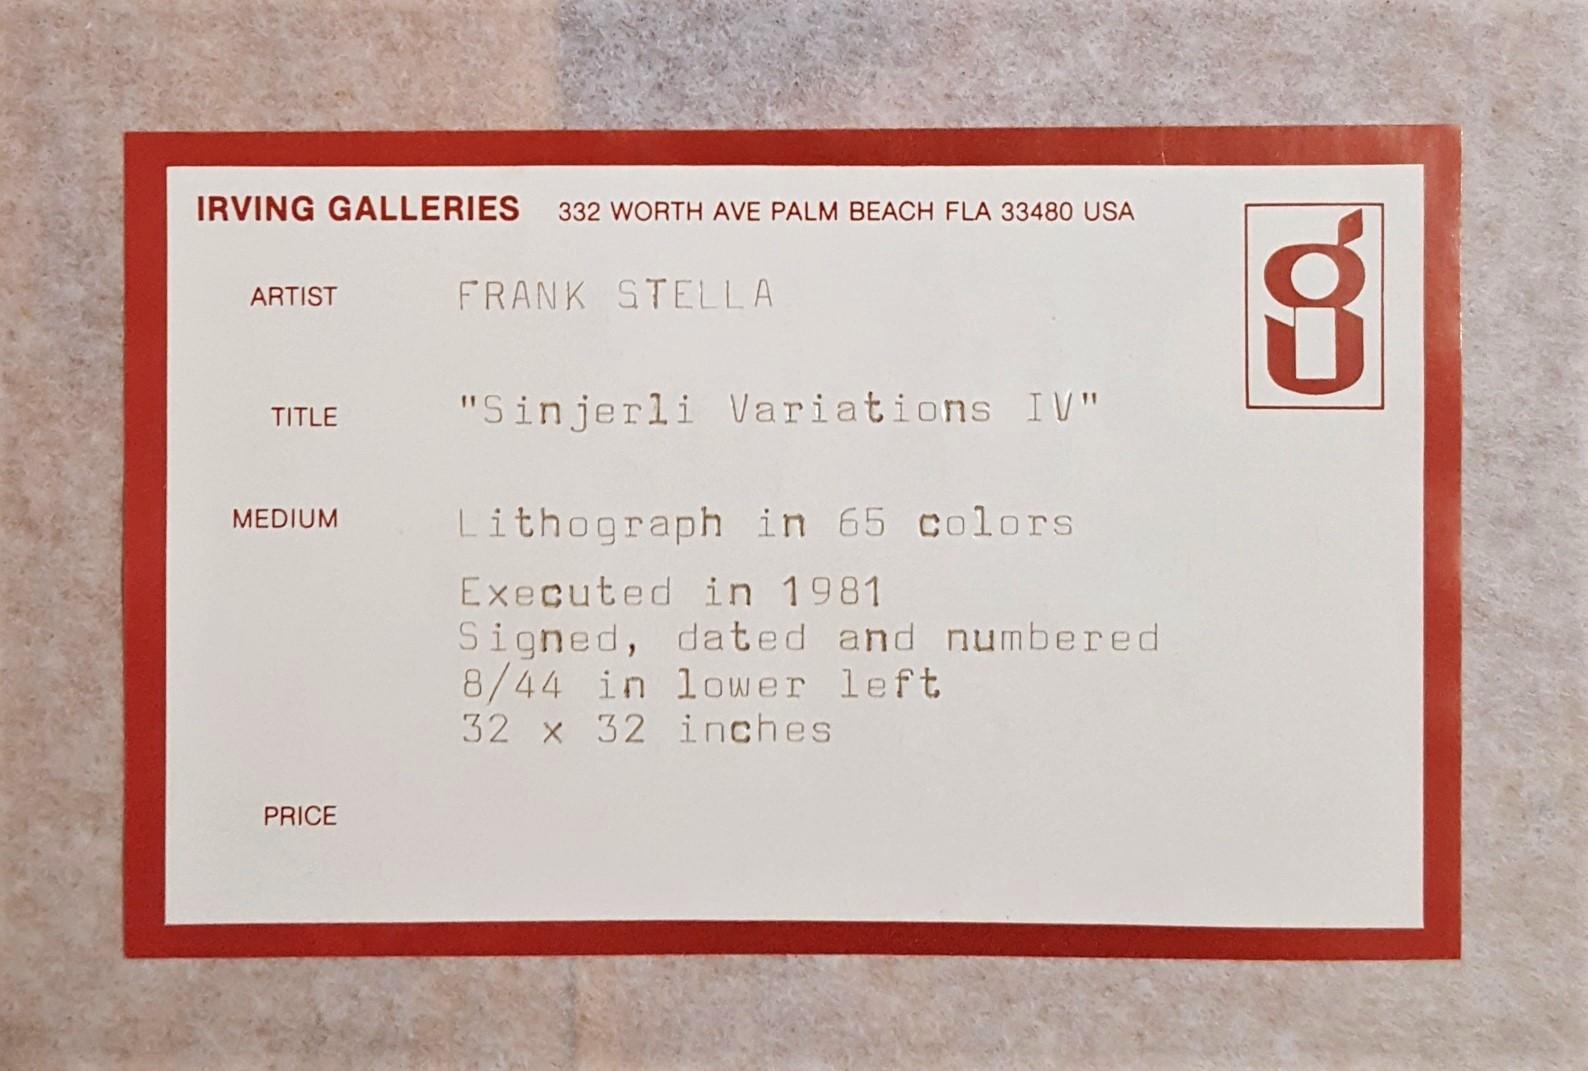 IRVING GALLERIES 332 WORTH AVE PALM BEACH FLA 33480 USA
ARTIST FRANK STELLA
TITLE "Sinjerli Variations IV"
MEDIUM Lithograph in 65 colors
Executed in 1981
Signed, dated and numbered
8/44 in lower left
32 x 32 inches
PRICE